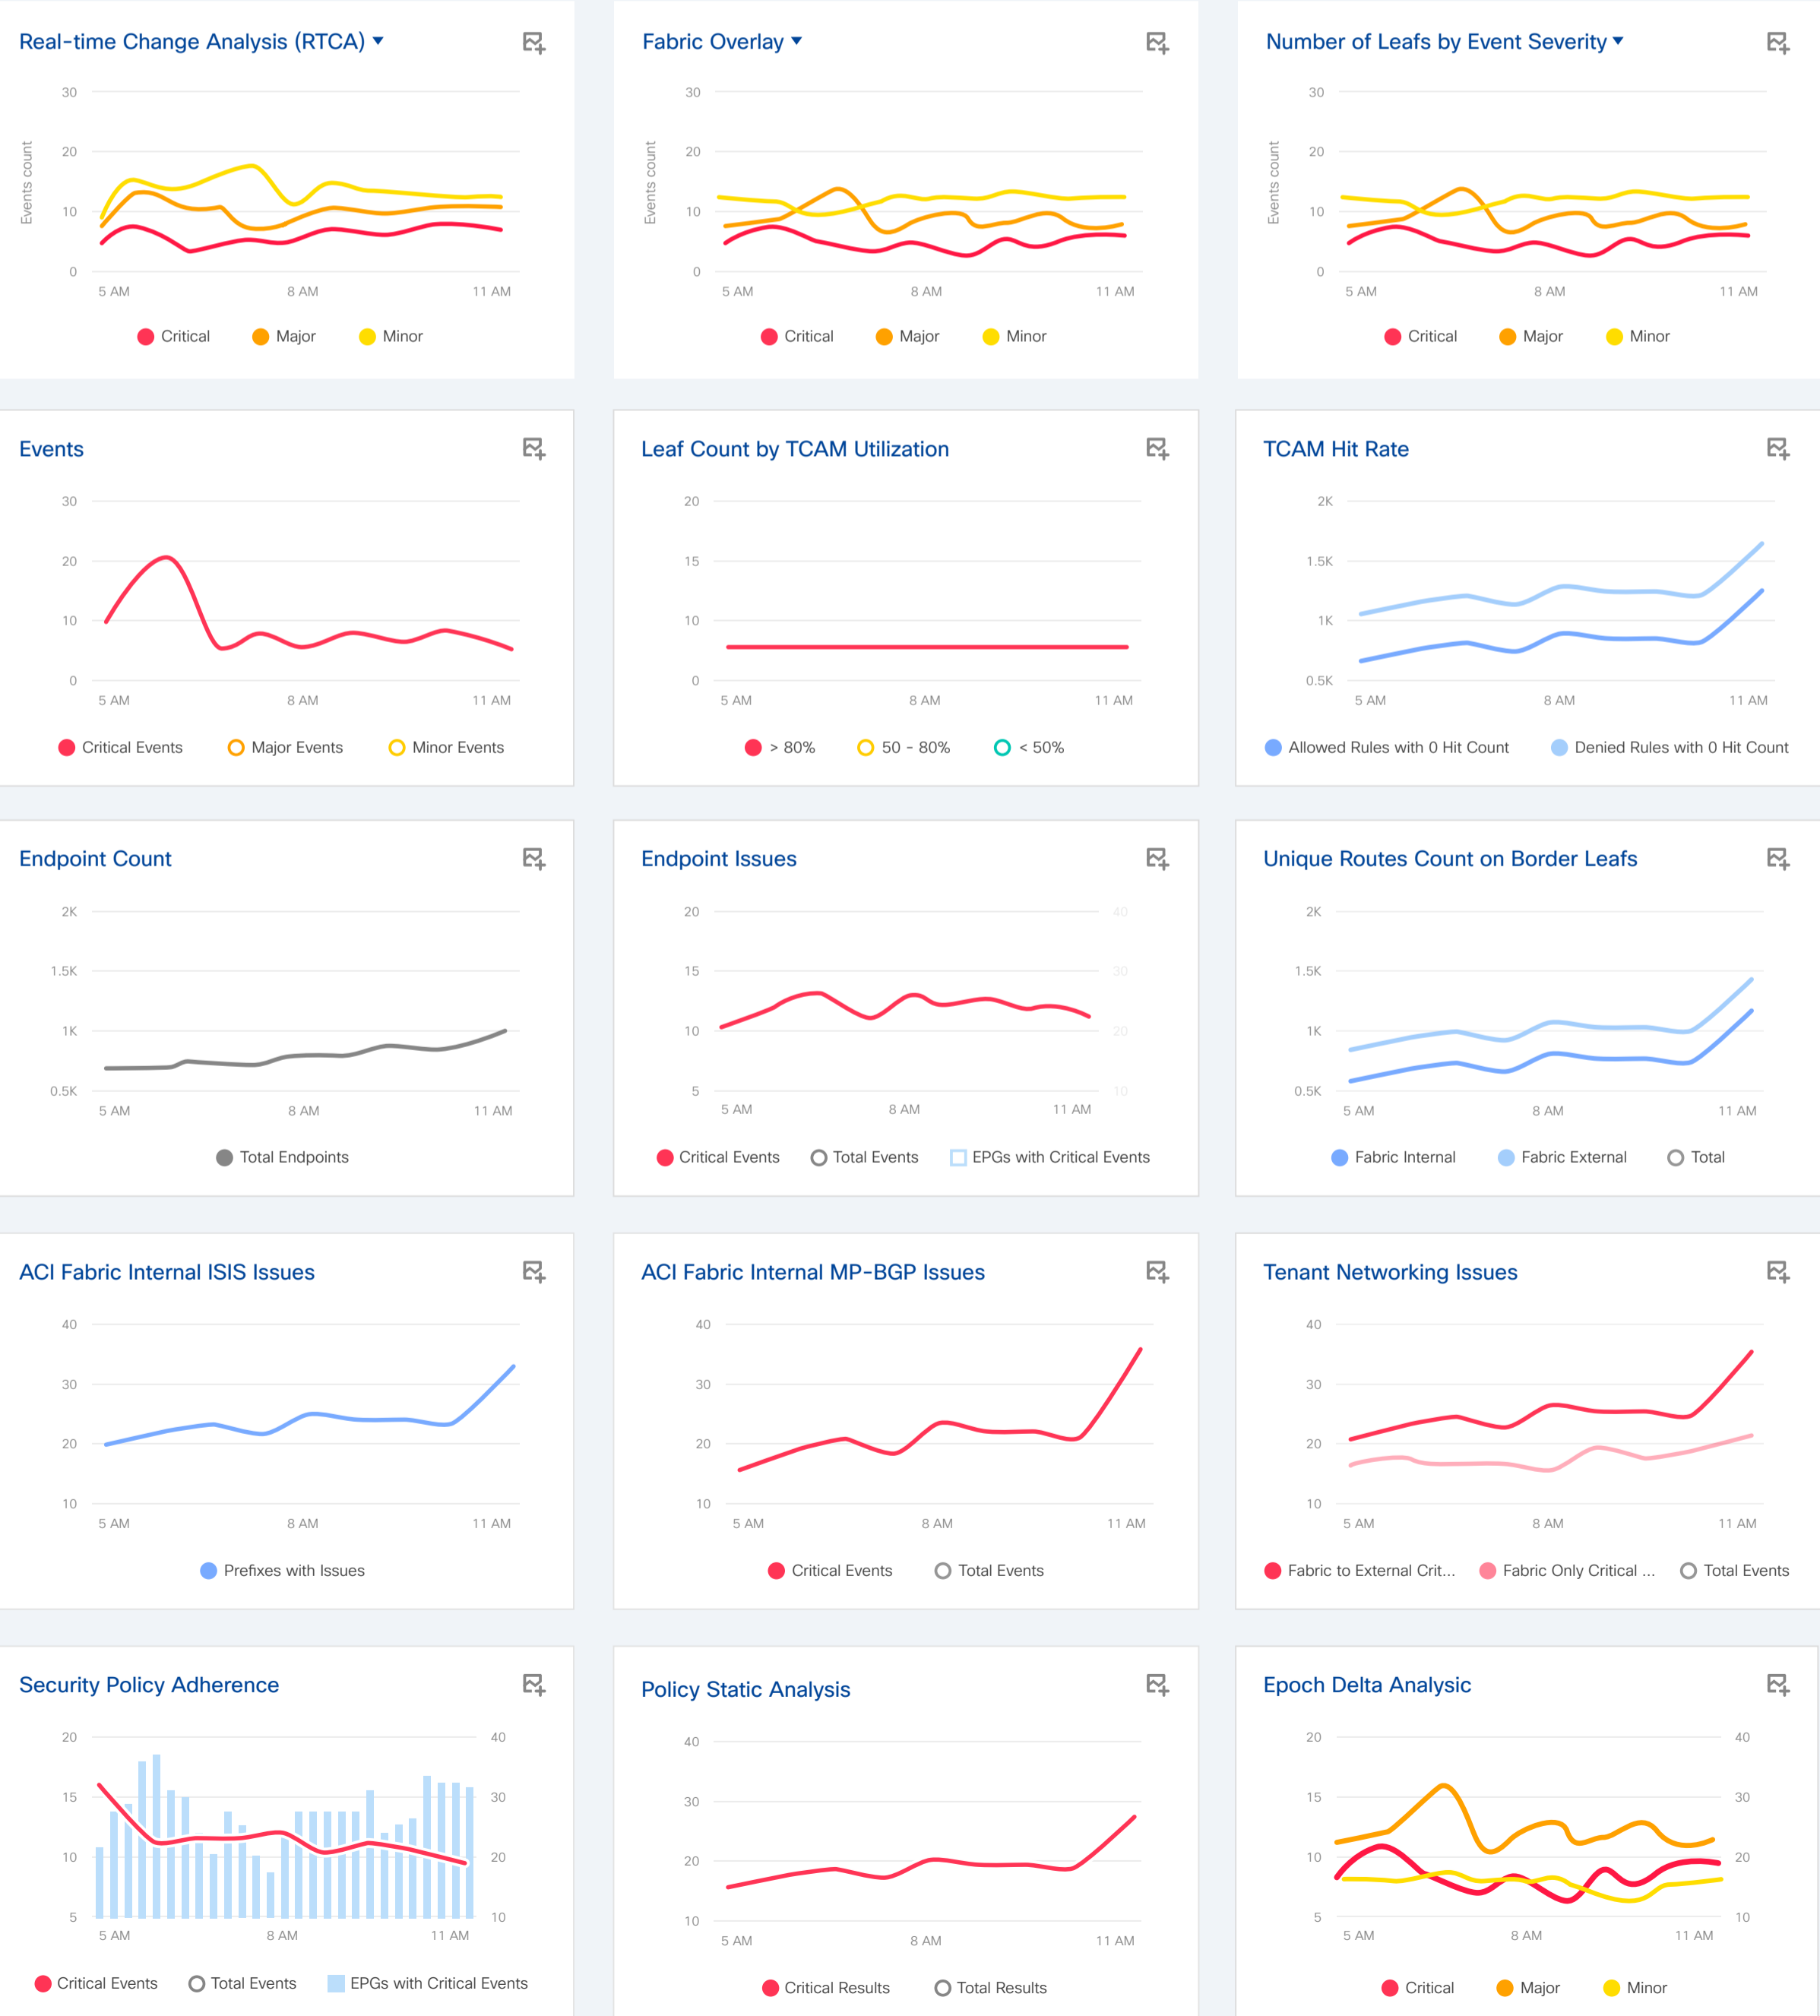 Real-time Change Analysis (RTCA)
30
20
10
0
Events count
5 AM 8 AM 11 AM
Critical Major Minor
Fabric Overlay
30
20
10
0
Events count
5 AM 8 AM 11 AM
Critical Major Minor
Number of Leafs by Event Severity
30
20
10
0
Events count
5 AM 8 AM 11 AM
Critical Major Minor
Events
30
20
10
0
5 AM 8 AM 11 AM
Critical Events Major Events Minor Events
Leaf Count by TCAM Utilization
20
15
10
0
5 AM 8 AM 11 AM
> 80% 50 - 80% < 50%
TCAM Hit Rate
2K
1.5K
1K
0.5K
5 AM 8 AM 11 AM
Allowed Rules with 0 Hit Count Denied Rules with 0 Hit Count
Endpoint Count
2K
1.5K
1K
0.5K
5 AM 8 AM 11 AM
Total Endpoints
Endpoint Issues
20 40
15 30
10 20
5 10
5 AM 8 AM 11 AM
Critical Events Total Events EPGs with Critical Events
Unique Routes Count on Border Leafs
2K
1.5K
1K
0.5K
5 AM 8 AM 11 AM
Fabric Internal Fabric External Total
ACI Fabric Internal ISIS Issues
40
30
20
10
5 AM 8 AM 11 AM
Prefixes with Issues
ACI Fabric Internal MP-BGP Issues
40
30
20
10
5 AM 8 AM 11 AM
Critical Events Total Events
Tenant Networking Issues
40
30
20
10
5 AM 8 AM 11 AM
Fabric to External Crit... Fabric Only Critical ... Total Events
Security Policy Adherence
20 40
15 30
10 20
5 10
5 AM 8 AM 11 AM
Critical Events Total Events EPGs with Critical Events
Policy Static Analysis
40
30
20
10
5 AM 8 AM 11 AM
Critical Results Total Results
Epoch Delta Analysic
20 40
15 30
10 20
5 10
5 AM 8 AM 11 AM
Critical Major Minor